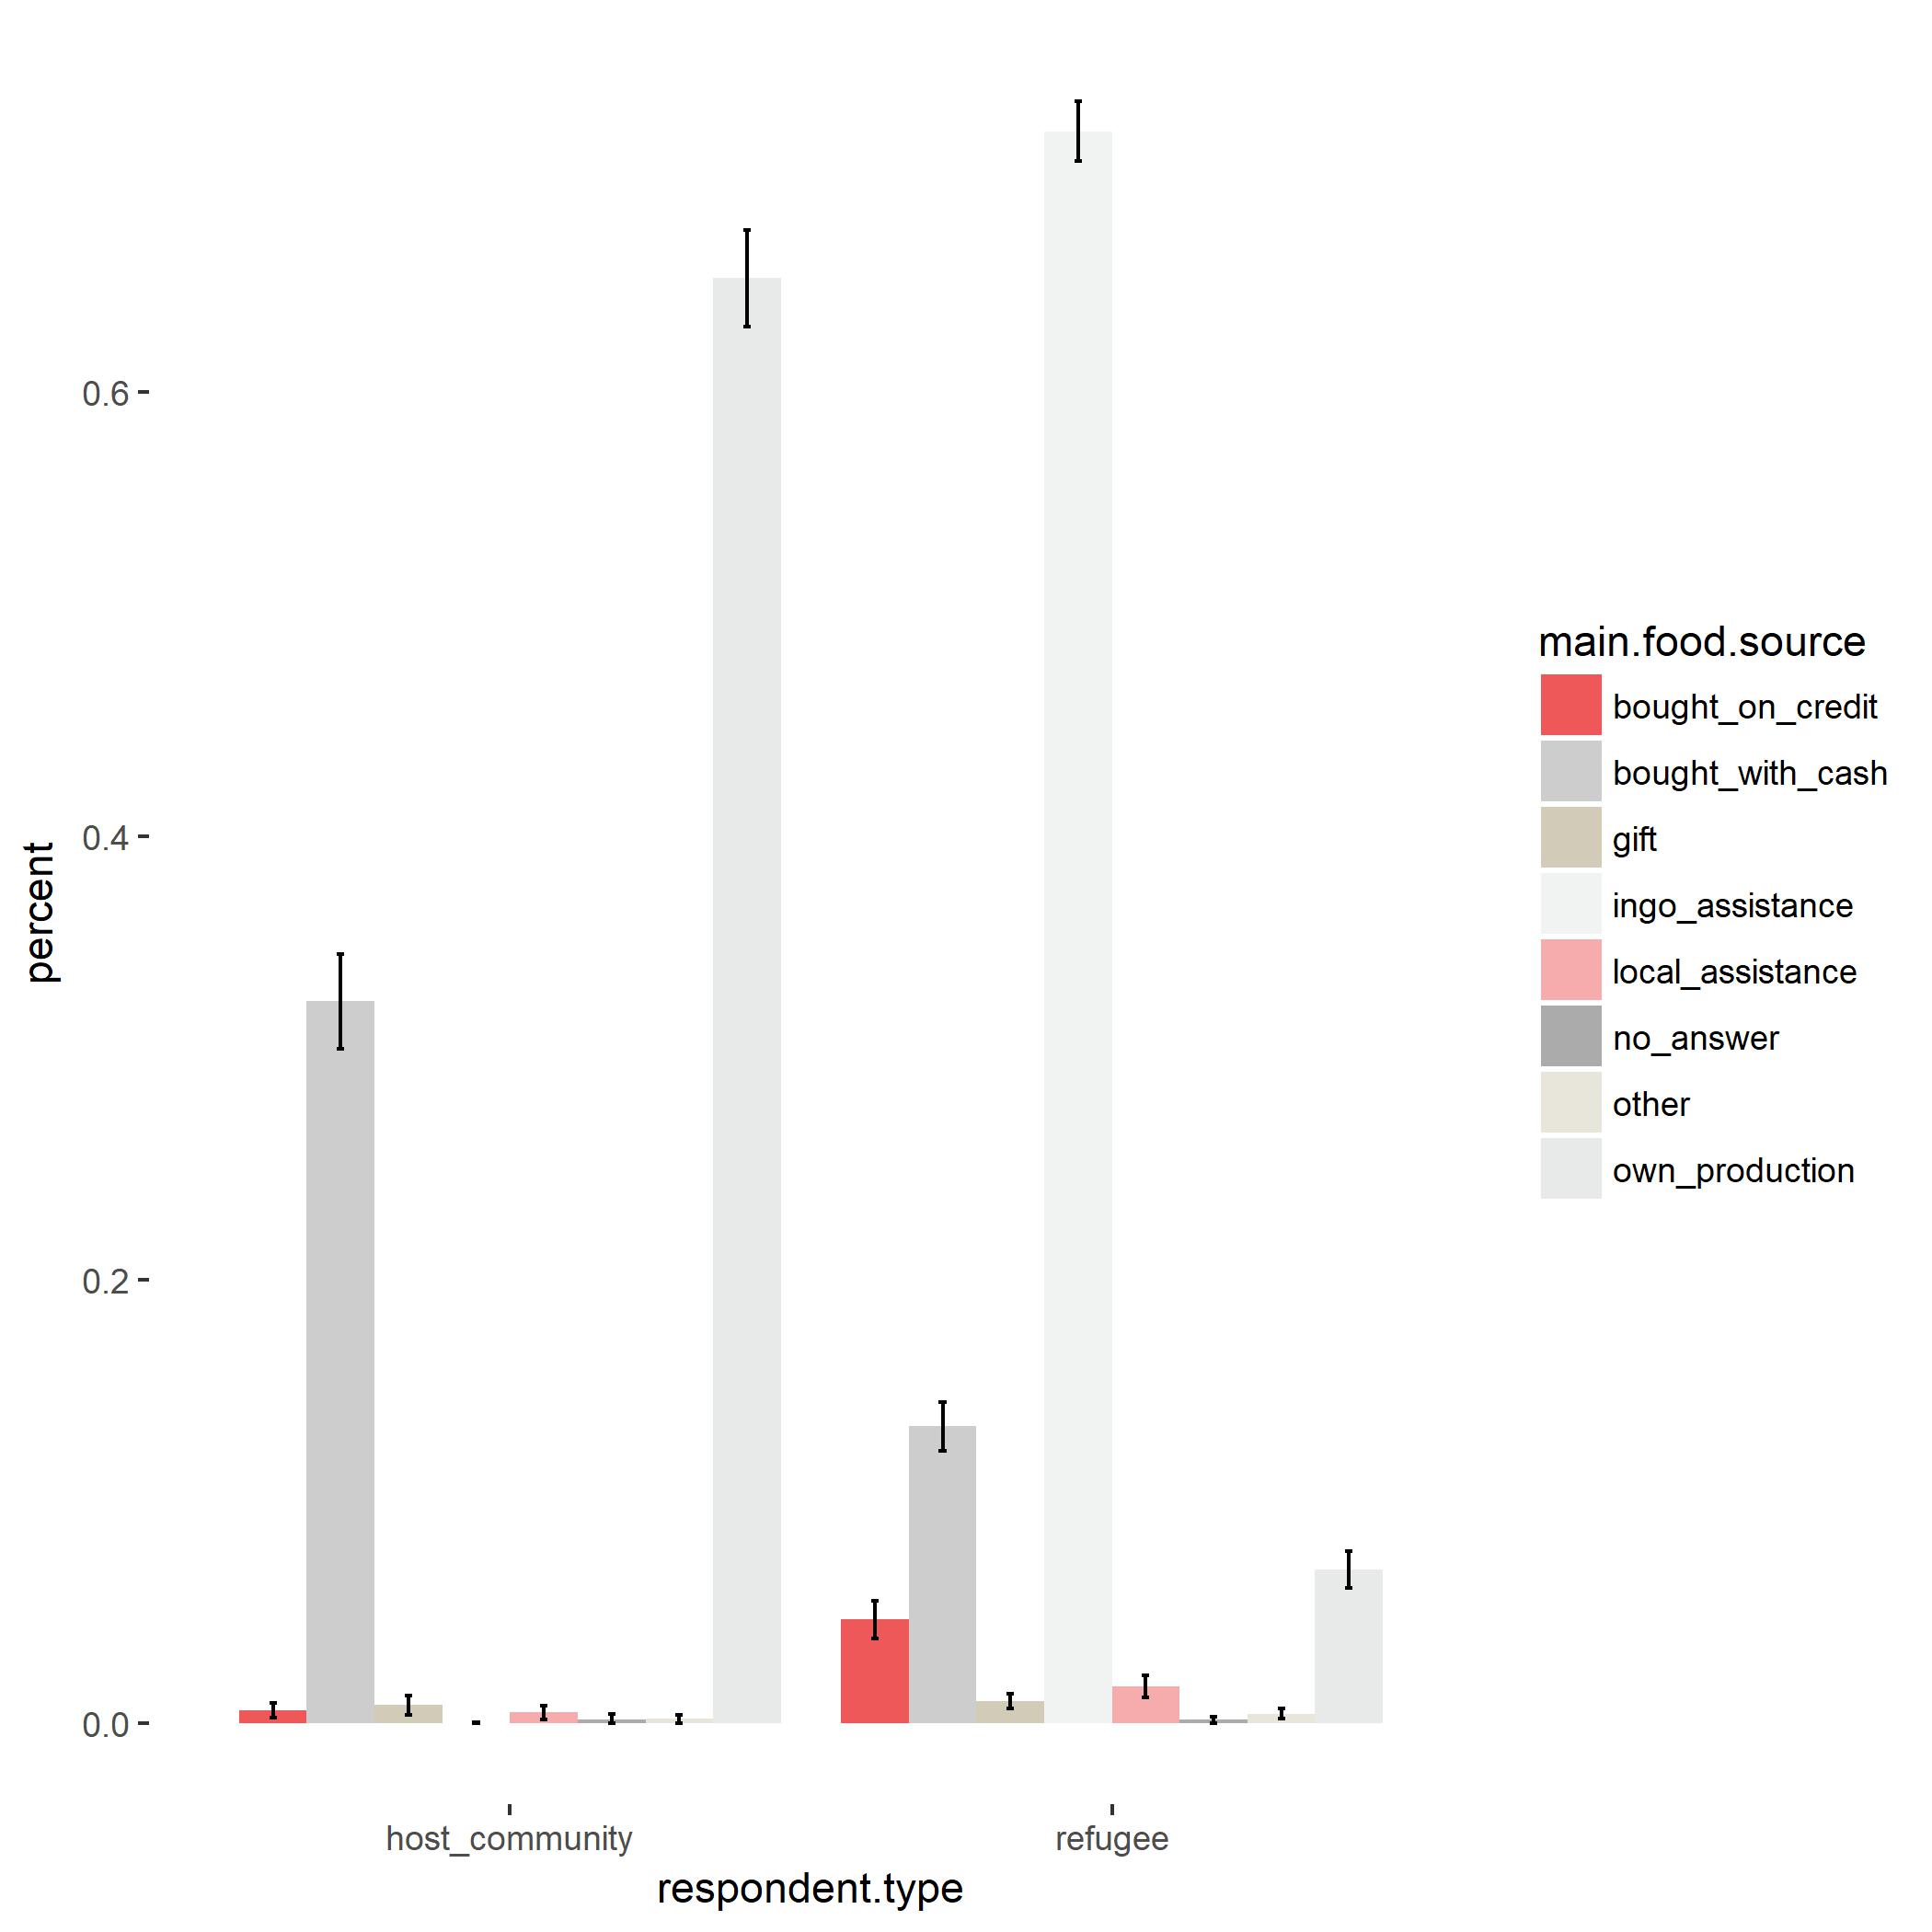 percent
0.6
0.4
0.2
0.0
host_community
refugee
respondent.type
main.food.source
bought_on_credit
bought_with_cash
gift
ingo_assistance
local_assistance
no_answer
other
own_production